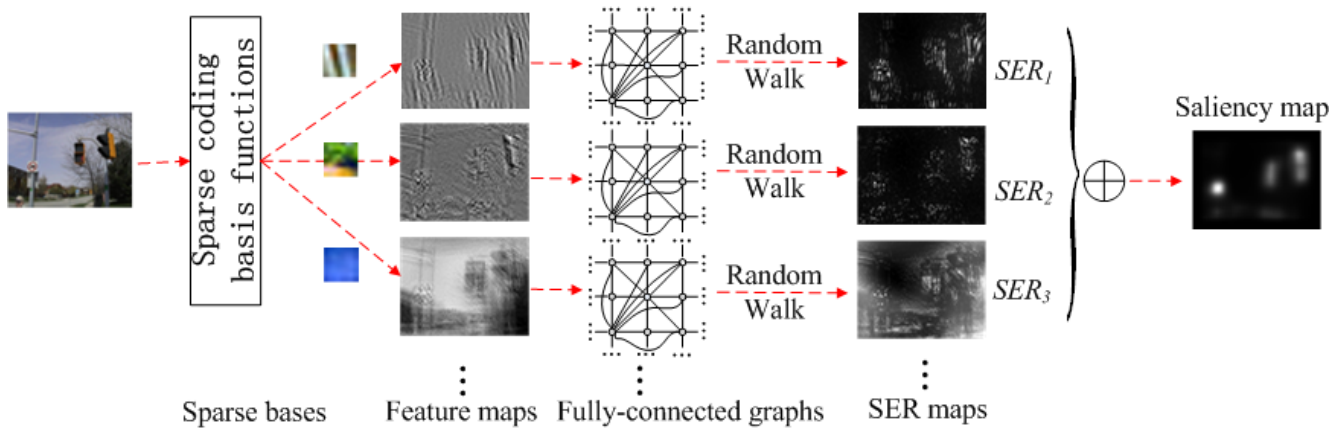 Sparse coding
basis functions
Random
Walk
SER1
Random
Walk
SER2
Random
Walk
SER3
Saliency map
Sparse bases
Feature maps
Fully-connected graphs
SER maps